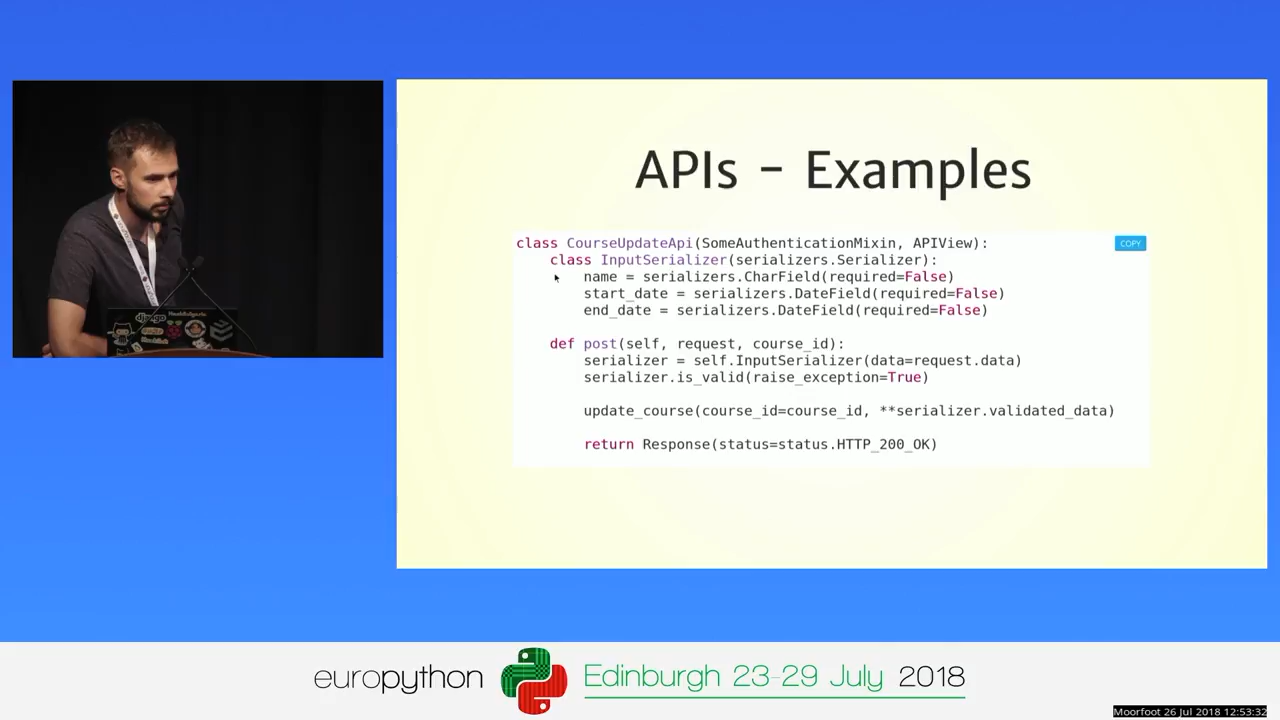 APIs - Examples
class CourseUpdateApi(SomeAuthenticationMixin, APIView):
COPY
    class InputSerializer(serializers.Serializer):
        name = serializers.CharField(required=False)
        start_date = serializers.DateField(required=False)
        end_date = serializers.DateField(required=False)
    def post(self, request, course_id):
        serializer = self.InputSerializer(data=request.data)
        serializer.is_valid(raise_exception=True)
        update_course(course_id=course_id, **serializer.validated_data)
        return Response(status=status.HTTP_200_OK)
django
europython Edinburgh 23-29 July 2018
Moorfoot 26 Jul 2018 12:53:32